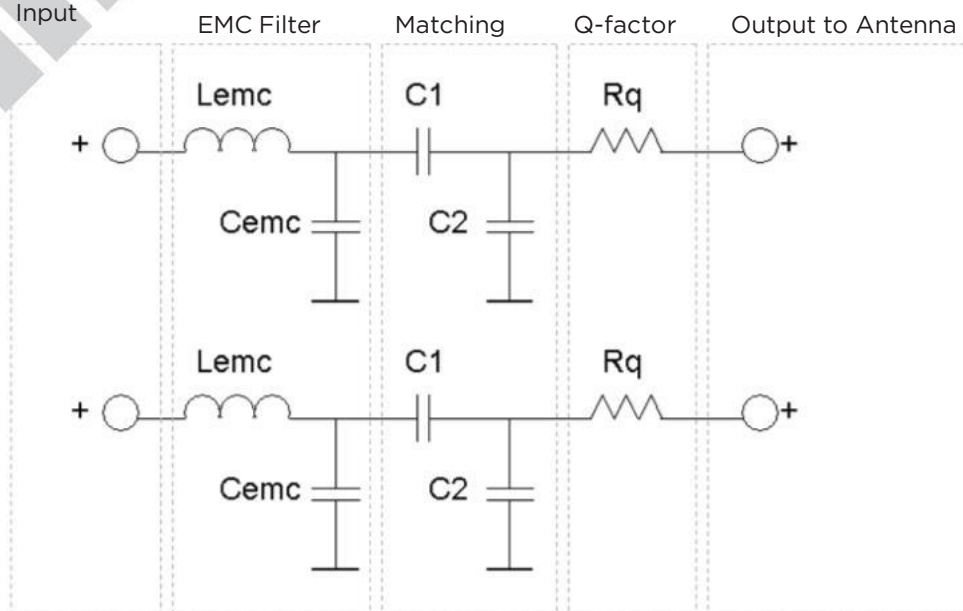 Input
EMC Filter Matching Q-factor Output to Antenna
Lemc C1 Rq
+ +
Cemc C2
Lemc C1 Rq
+ +
Cemc C2